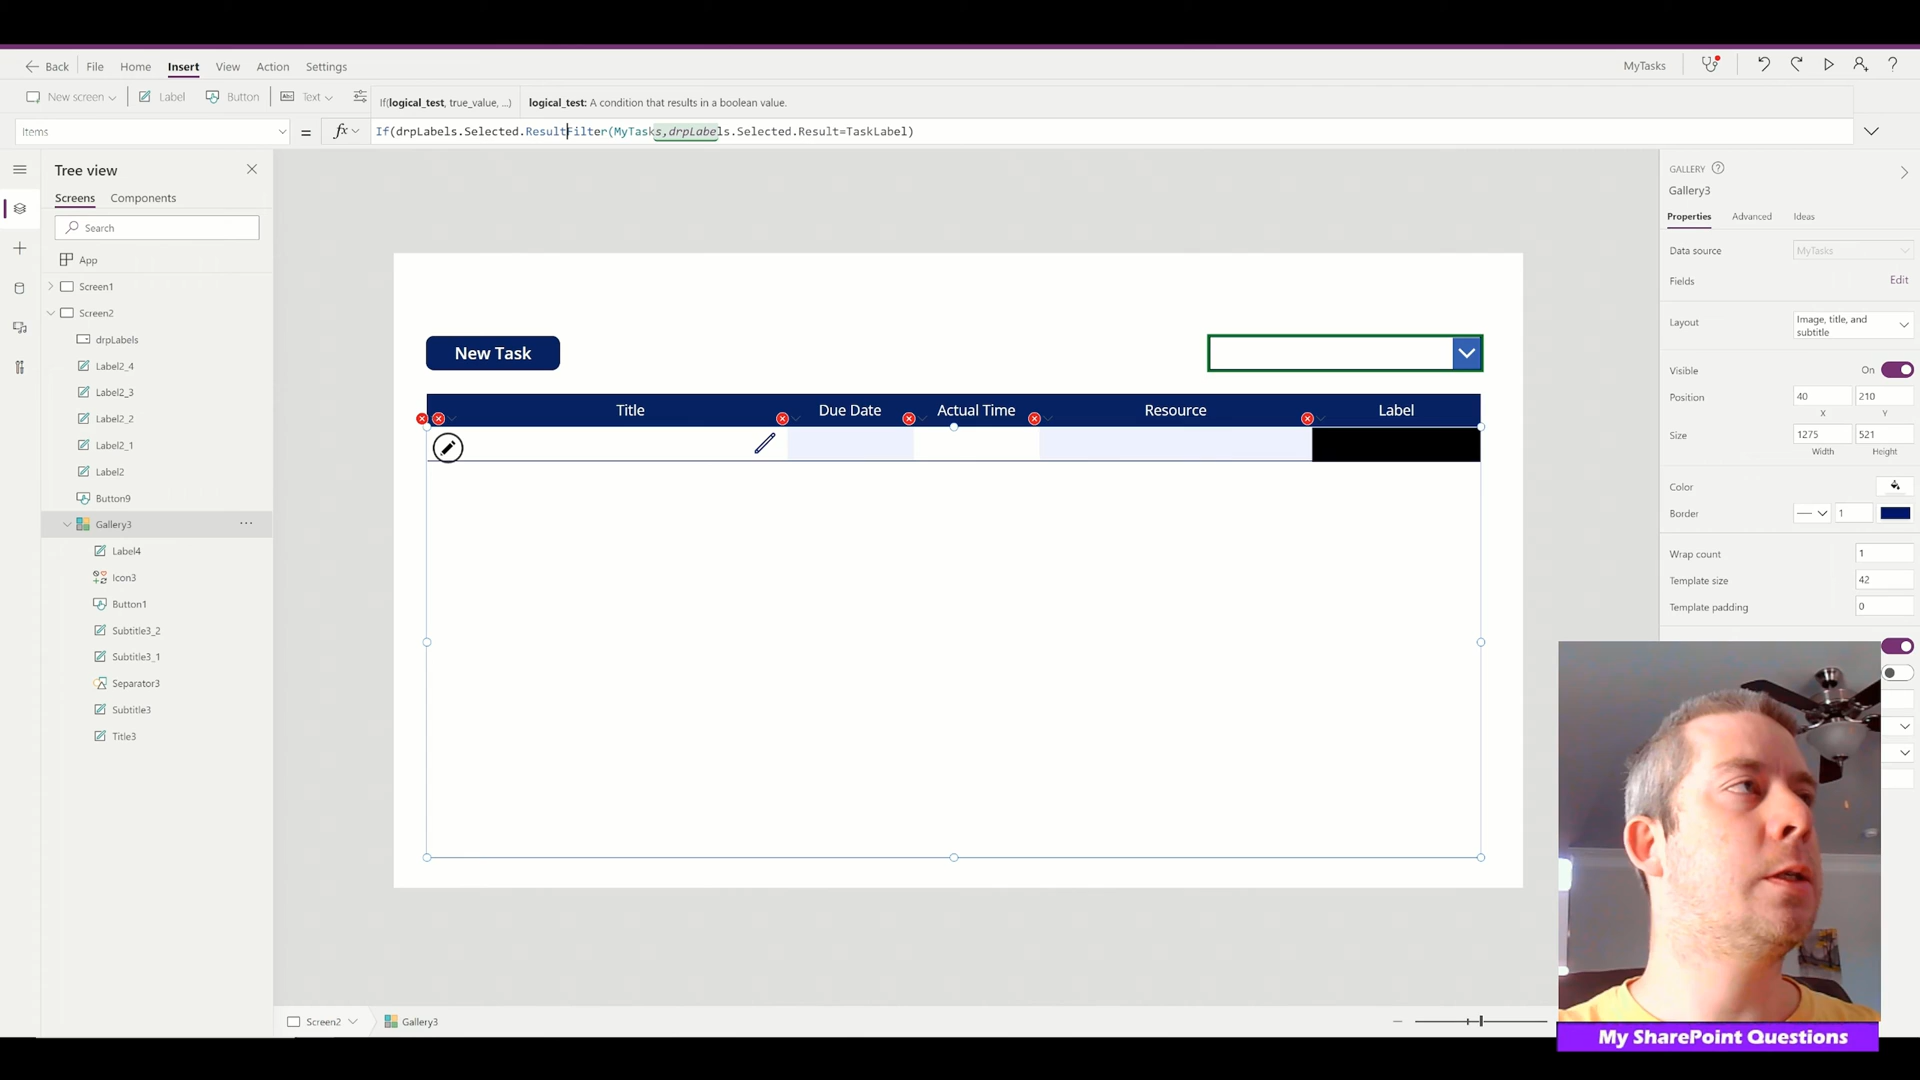 Back File Home Insert View Action Settings MyTasks ?
New screen Label Button Abc Text If(logical_test, true_value, ...) logical_test: A condition that results in a boolean value.
Items = fx If(drpLabels.Selected.ResultFilter(MyTasks,drpLabels.Selected.Result=TaskLabel)
Tree view
Screens Components
Search
App
Screen1
Screen2
drpLabels
Label2_4
Label2_3
Label2_2
Label2_1
Label2
Button9
Gallery3 ...
Label4
Icon3
Button1
Subtitle3_2
Subtitle3_1
Separator3
Subtitle3
Title3
New Task
Title Due Date Actual Time Resource Label
Screen2 Gallery3
GALLERY ?
Gallery3
Properties Advanced Ideas
Data source MyTasks
Fields Edit
Layout Image, title, and
subtitle
Visible On
Position 40 210
X Y
Size 1275 521
Width Height
Color
Border 1
Wrap count 1
Template size 42
Template padding 0
My SharePoint Questions